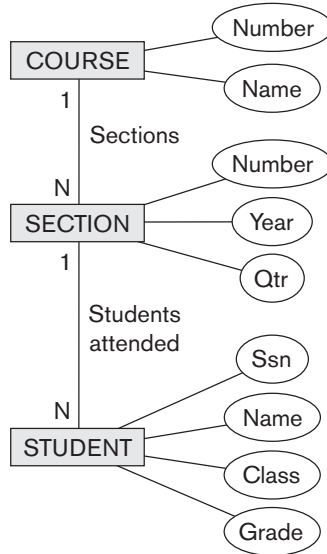 Number
COURSE
Name
1
Sections
Number
N
SECTION
Year
1
Qtr
Students
attended
Ssn
N
Name
STUDENT
Class
Grade